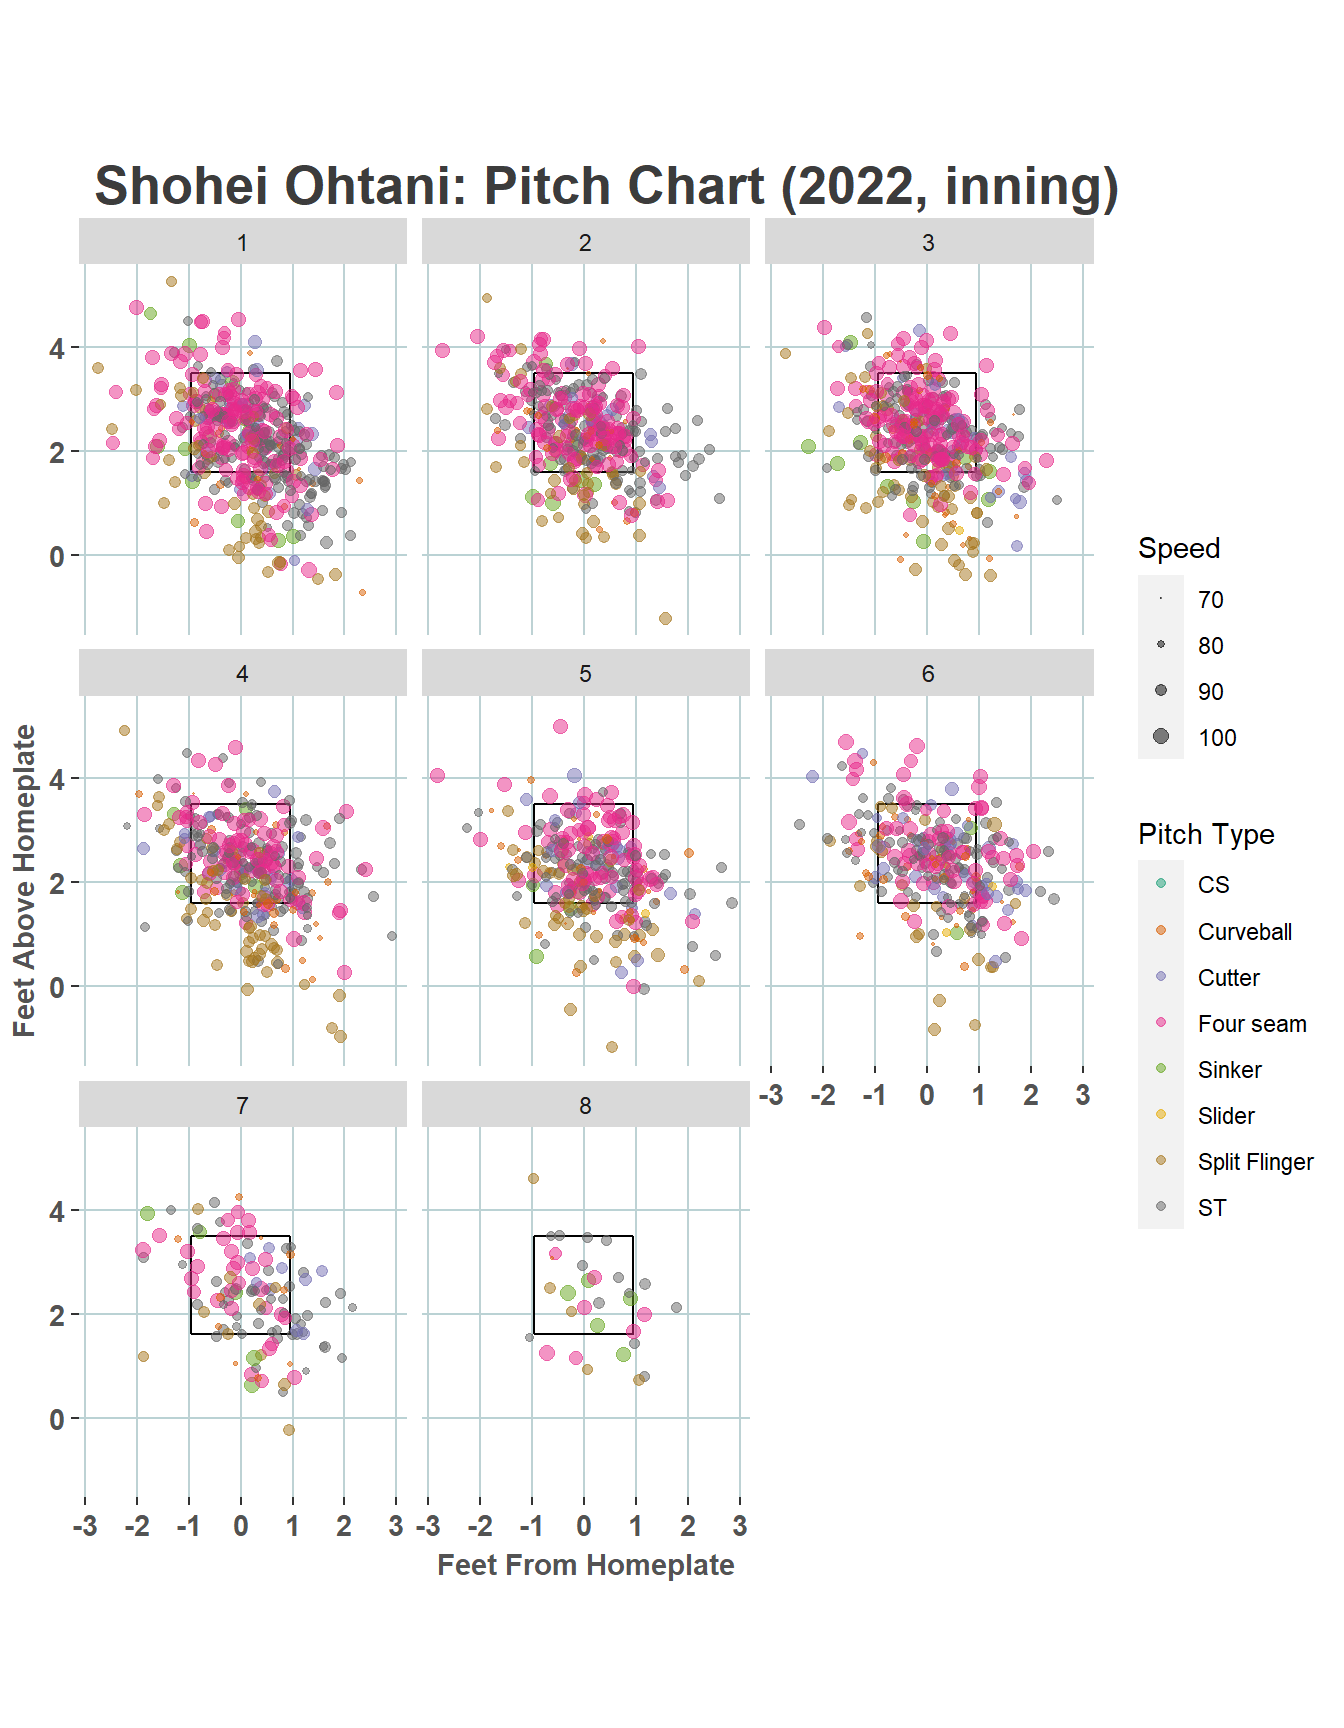 Shohei Ohtani: Pitch Chart (2022, inning)
1 2 3
4
2
0
4 5 6
4
2
0
-3 -2 -1 0 1 2 3
7 8
4
2
0
-3 -2 -1 0 1 2 3 -3 -2 -1 0 1 2 3
Feet Above Homeplate
Feet From Homeplate
Speed
70
80
90
100
Pitch Type
CS
Curveball
Cutter
Four seam
Sinker
Slider
Split Flinger
ST